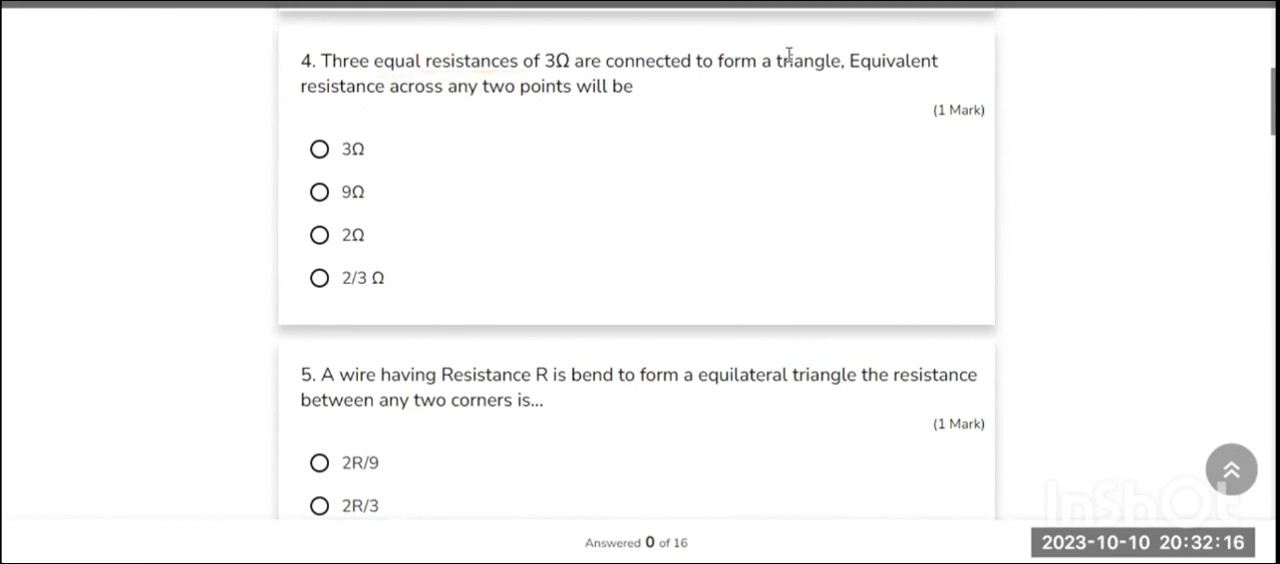 4. Three equal resistances of 3Ω are connected to form a triangle, Equivalent
resistance across any two points will be
(1 Mark)
3Ω
9Ω
2Ω
2/3 Ω
5. A wire having Resistance R is bend to form a equilateral triangle the resistance
between any two corners is...
(1 Mark)
2R/9
2R/3
InShOt
Answered 0 of 16
2023-10-10 20:32:16